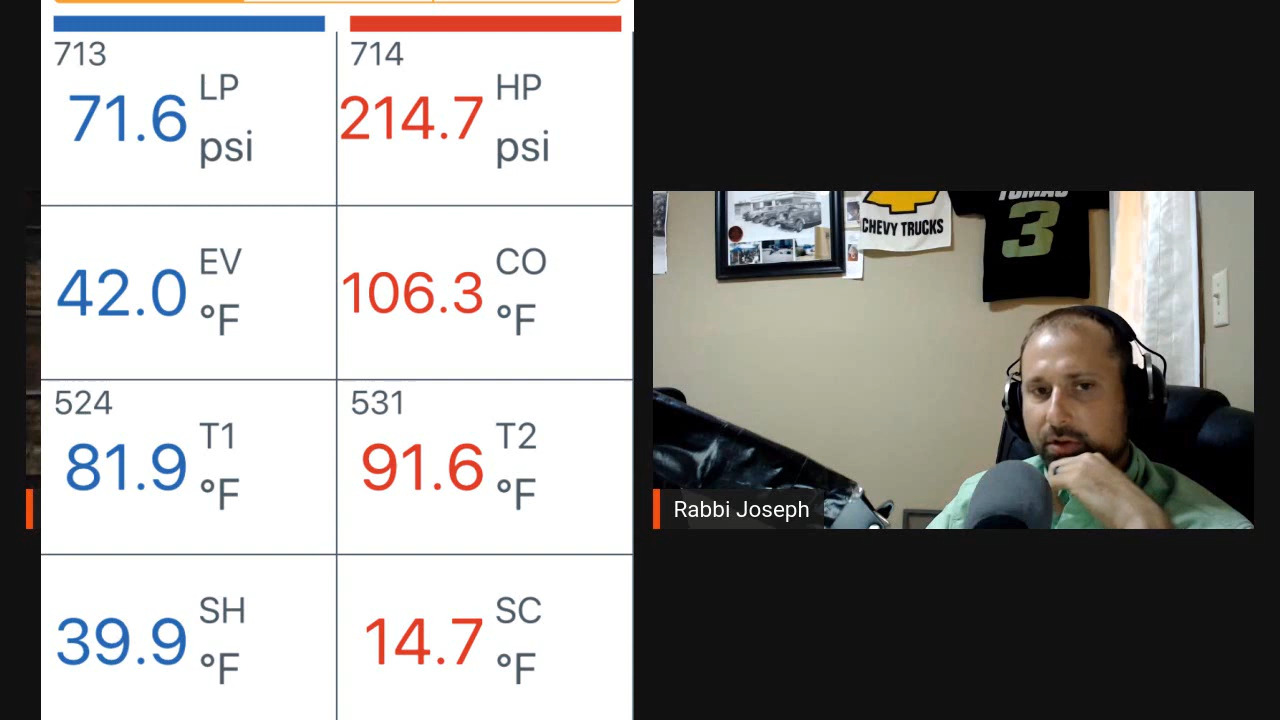 713
71.6 LP psi
714
214.7 HP psi
42.0 EV °F
106.3 CO °F
524
81.9 T1 °F
531
91.6 T2 °F
39.9 SH °F
14.7 SC °F
CHEVY TRUCKS
TOMAC
3
Rabbi Joseph